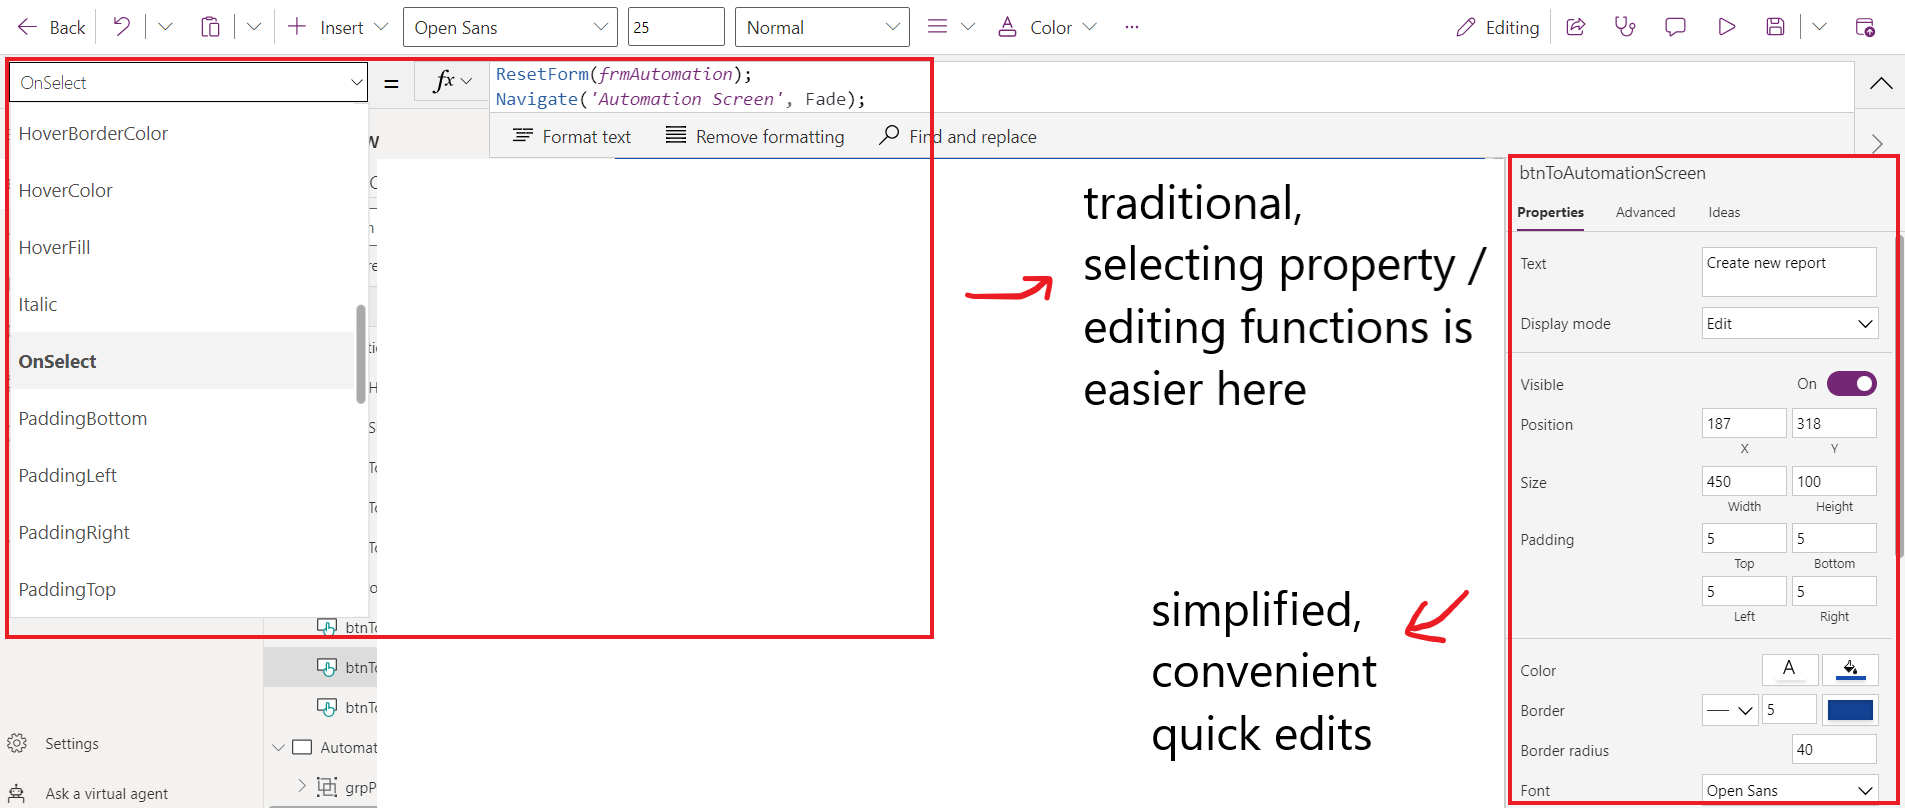 Back
Insert
Open Sans
25
Normal
Color
...
Editing
OnSelect
=
fx
ResetForm(frmAutomation);
Navigate('Automation Screen', Fade);
Format text
Remove formatting
Find and replace
HoverBorderColor
HoverColor
HoverFill
Italic
OnSelect
PaddingBottom
PaddingLeft
PaddingRight
PaddingTop
btnTo
btnTo
btnTo
Automat
grpP
Settings
Ask a virtual agent
traditional,
selecting property /
editing functions is
easier here
simplified,
convenient
quick edits
btnToAutomationScreen
Properties Advanced Ideas
Text Create new report
Display mode Edit
Visible On
Position 187 318
X Y
Size 450 100
Width Height
Padding 5 5
Top Bottom
5 5
Left Right
Color A
Border 5
Border radius 40
Font Open Sans